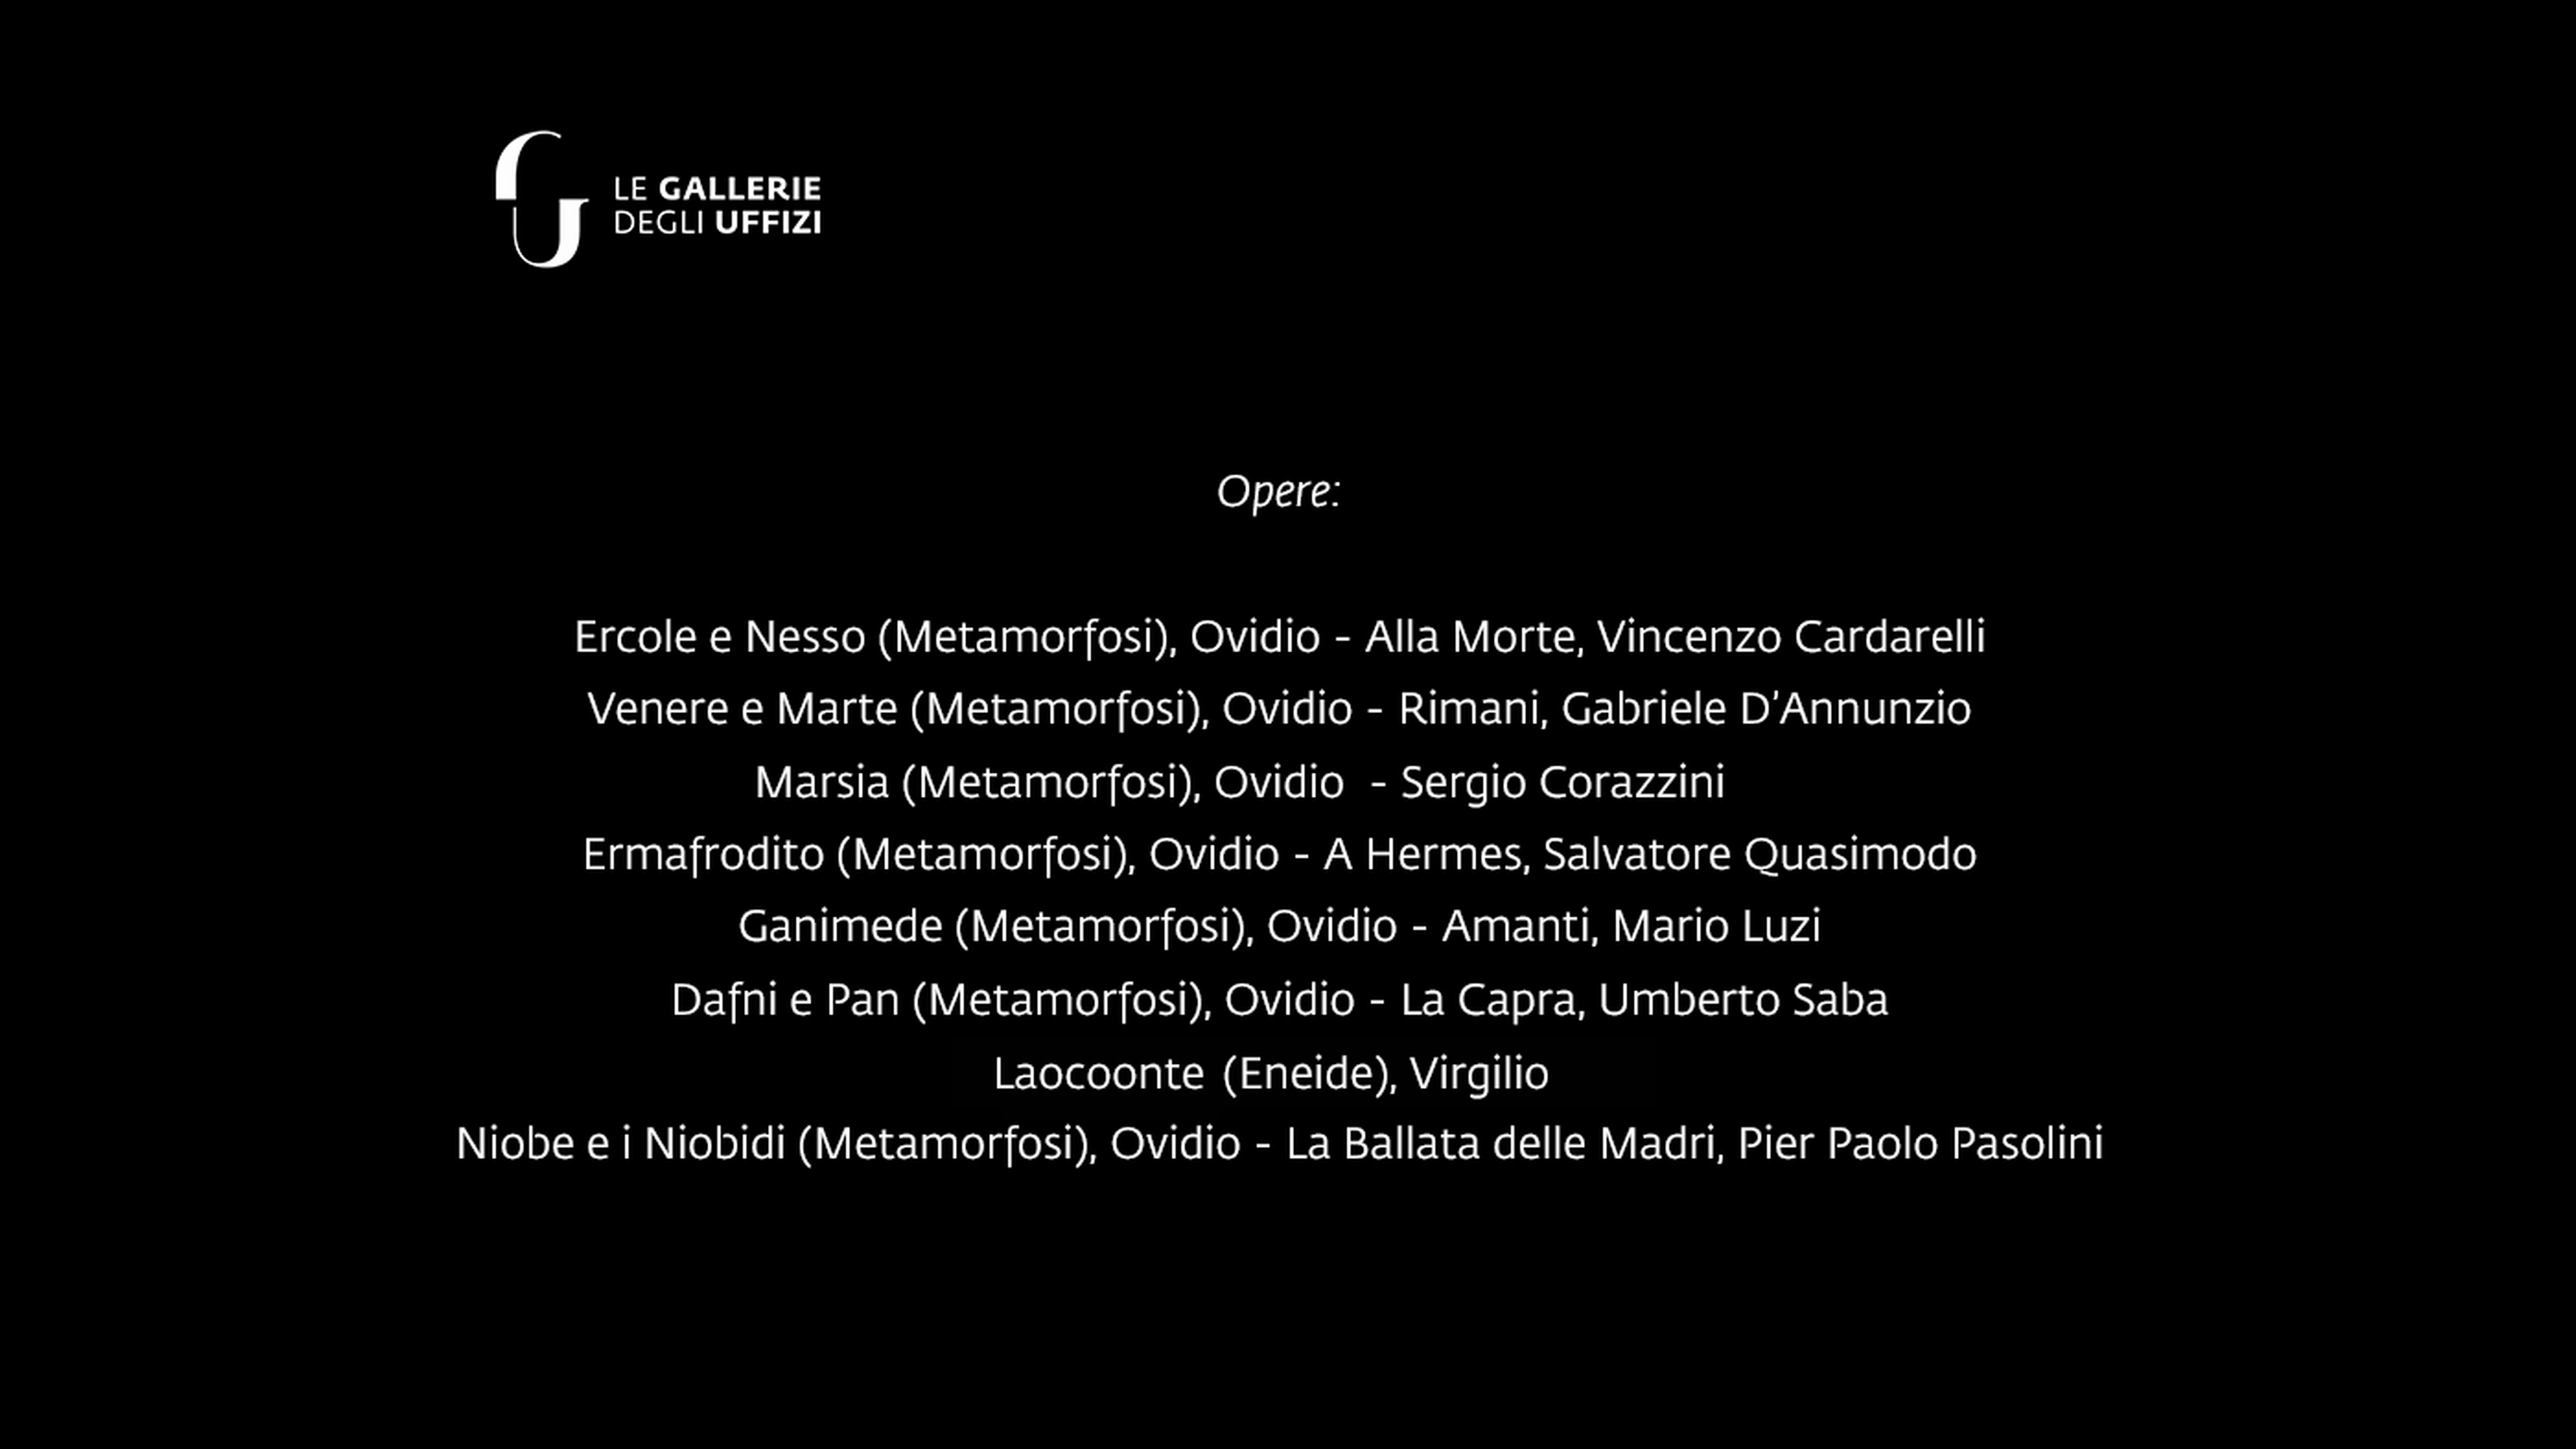 LE GALLERIE
DEGLI UFFIZI
Opere:
Ercole e Nesso (Metamorfosi), Ovidio - Alla Morte, Vincenzo Cardarelli
Venere e Marte (Metamorfosi), Ovidio - Rimani, Gabriele D’Annunzio
Marsia (Metamorfosi), Ovidio - Sergio Corazzini
Ermafrodito (Metamorfosi), Ovidio - A Hermes, Salvatore Quasimodo
Ganimede (Metamorfosi), Ovidio - Amanti, Mario Luzi
Dafni e Pan (Metamorfosi), Ovidio - La Capra, Umberto Saba
Laocoonte (Eneide), Virgilio
Niobe e i Niobidi (Metamorfosi), Ovidio - La Ballata delle Madri, Pier Paolo Pasolini